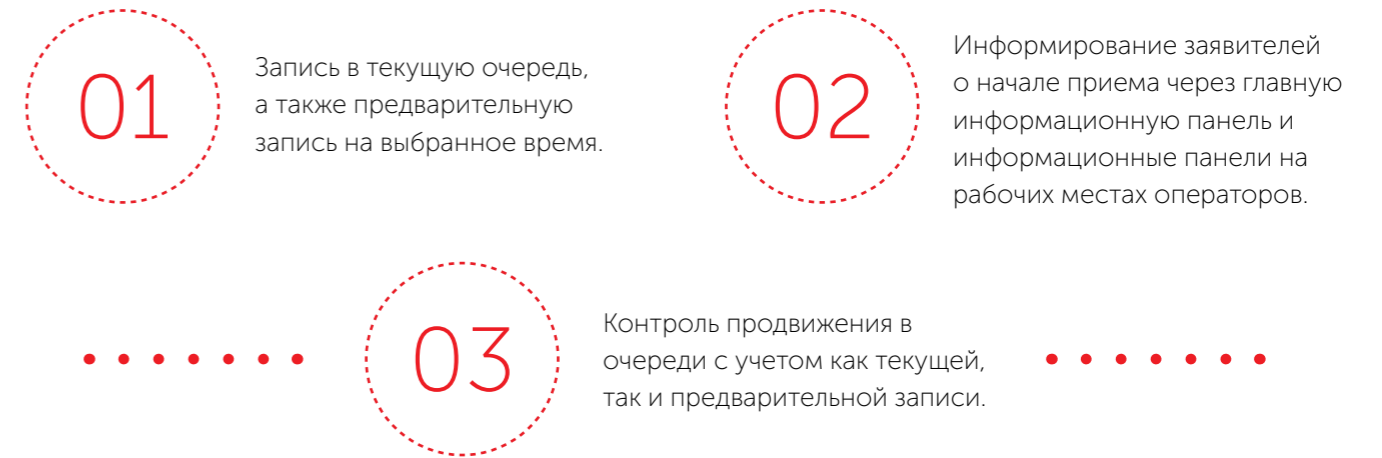 01
Запись в текущую очередь,
а также предварительную
запись на выбранное время.
02
Информирование заявителей
о начале приема через главную
информационную панель и
информационные панели на
рабочих местах операторов.
03
Контроль продвижения в
очереди с учетом как текущей,
так и предварительной записи.